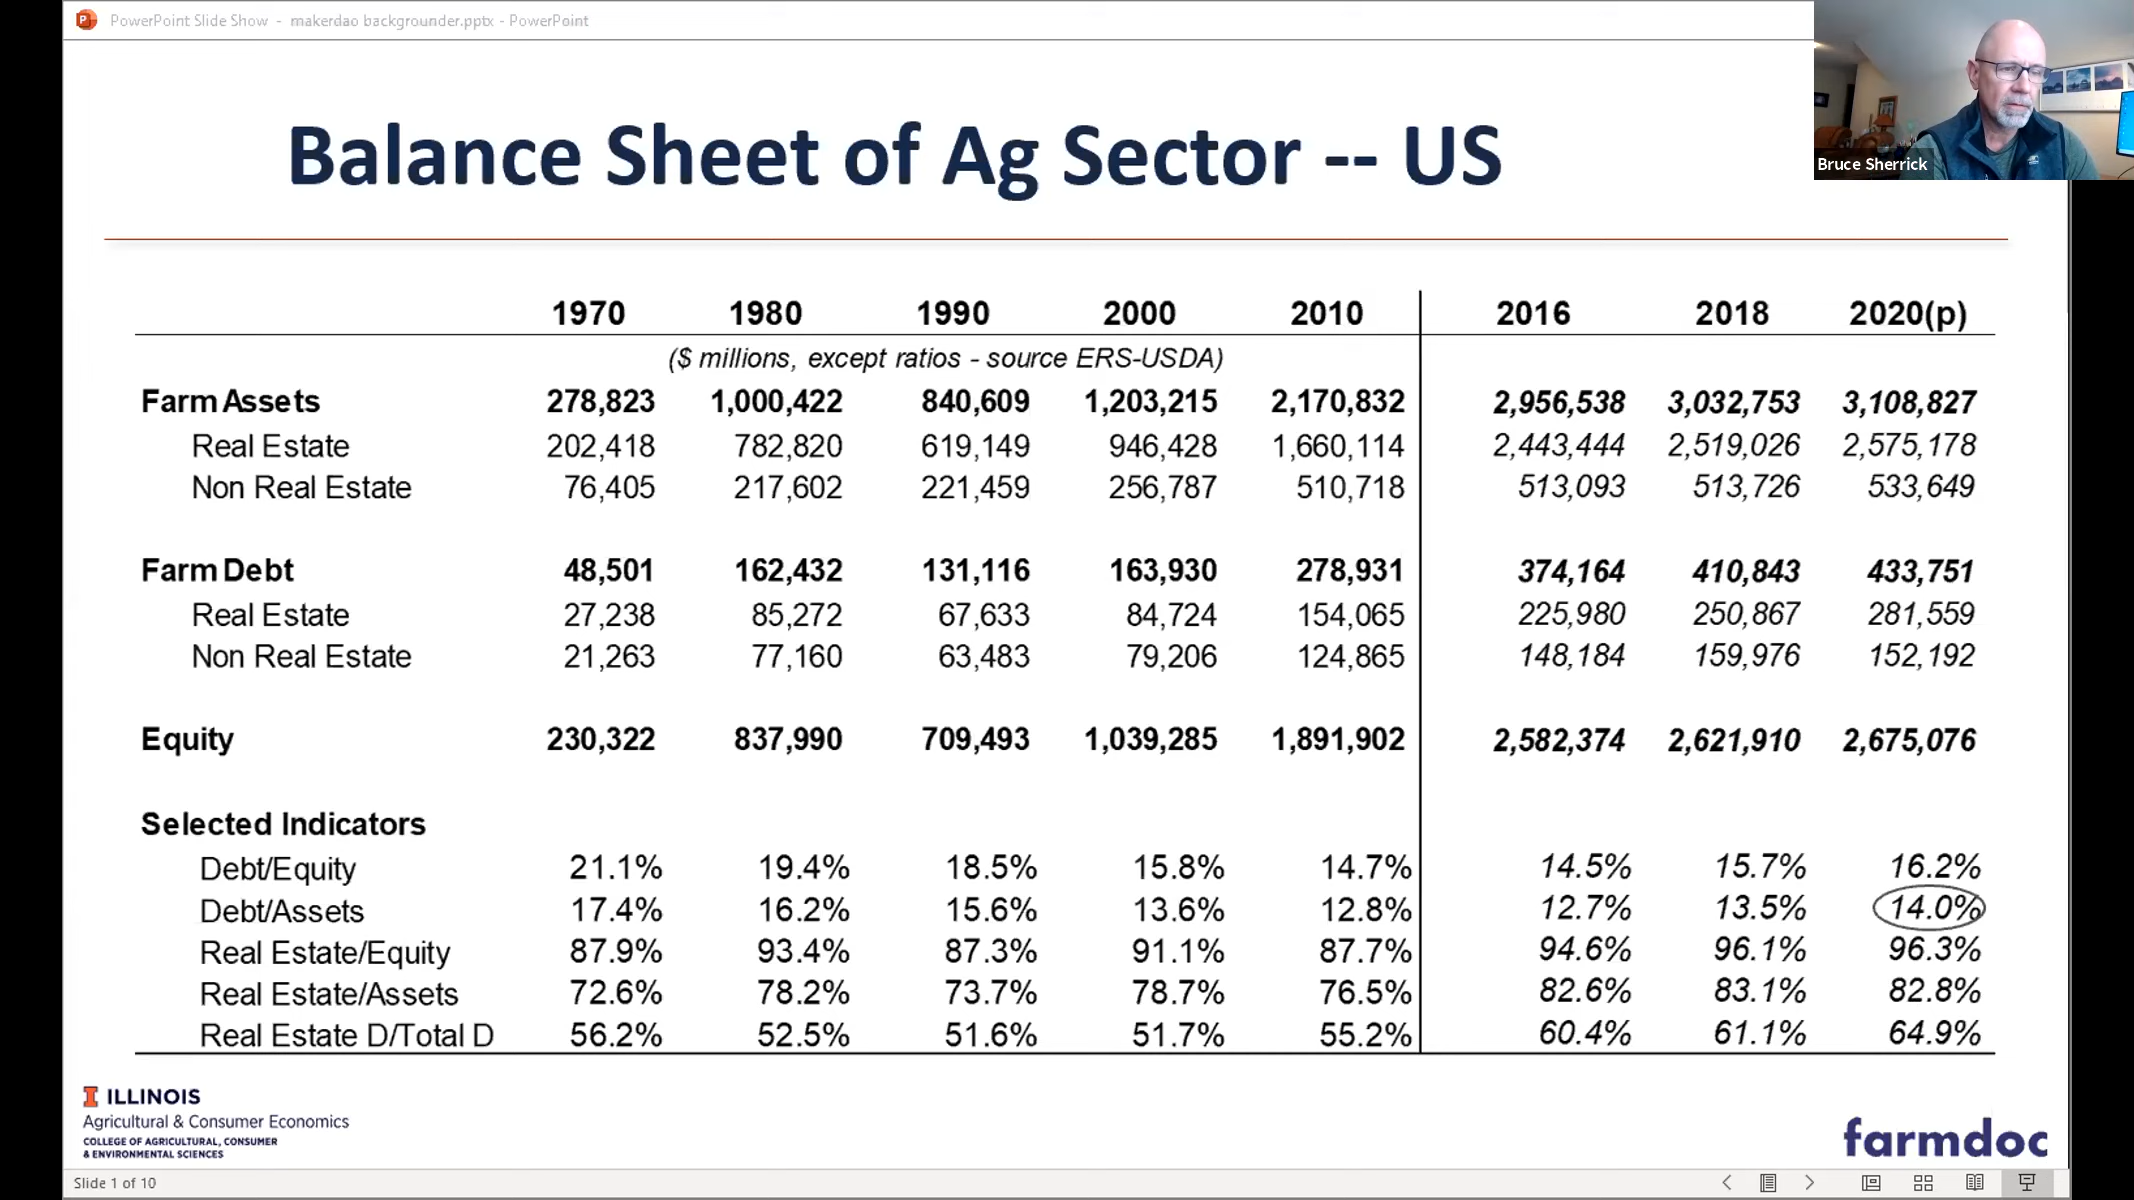 PowerPoint Slide Show - makerdao backgrounder.pptx - PowerPoint
Bruce Sherrick
Balance Sheet of Ag Sector -- US
1970 1980 1990 2000 2010 2016 2018 2020(p)
($ millions, except ratios - source ERS-USDA)
Farm Assets 278,823 1,000,422 840,609 1,203,215 2,170,832 2,956,538 3,032,753 3,108,827
Real Estate 202,418 782,820 619,149 946,428 1,660,114 2,443,444 2,519,026 2,575,178
Non Real Estate 76,405 217,602 221,459 256,787 510,718 513,093 513,726 533,649
Farm Debt 48,501 162,432 131,116 163,930 278,931 374,164 410,843 433,751
Real Estate 27,238 85,272 67,633 84,724 154,065 225,980 250,867 281,559
Non Real Estate 21,263 77,160 63,483 79,206 124,865 148,184 159,976 152,192
Equity 230,322 837,990 709,493 1,039,285 1,891,902 2,582,374 2,621,910 2,675,076
Selected Indicators
Debt/Equity 21.1% 19.4% 18.5% 15.8% 14.7% 14.5% 15.7% 16.2%
Debt/Assets 17.4% 16.2% 15.6% 13.6% 12.8% 12.7% 13.5% 14.0%
Real Estate/Equity 87.9% 93.4% 87.3% 91.1% 87.7% 94.6% 96.1% 96.3%
Real Estate/Assets 72.6% 78.2% 73.7% 78.7% 76.5% 82.6% 83.1% 82.8%
Real Estate D/Total D 56.2% 52.5% 51.6% 51.7% 55.2% 60.4% 61.1% 64.9%
I ILLINOIS
Agricultural & Consumer Economics
COLLEGE OF AGRICULTURAL, CONSUMER
& ENVIRONMENTAL SCIENCES
farmdoc
Slide 1 of 10